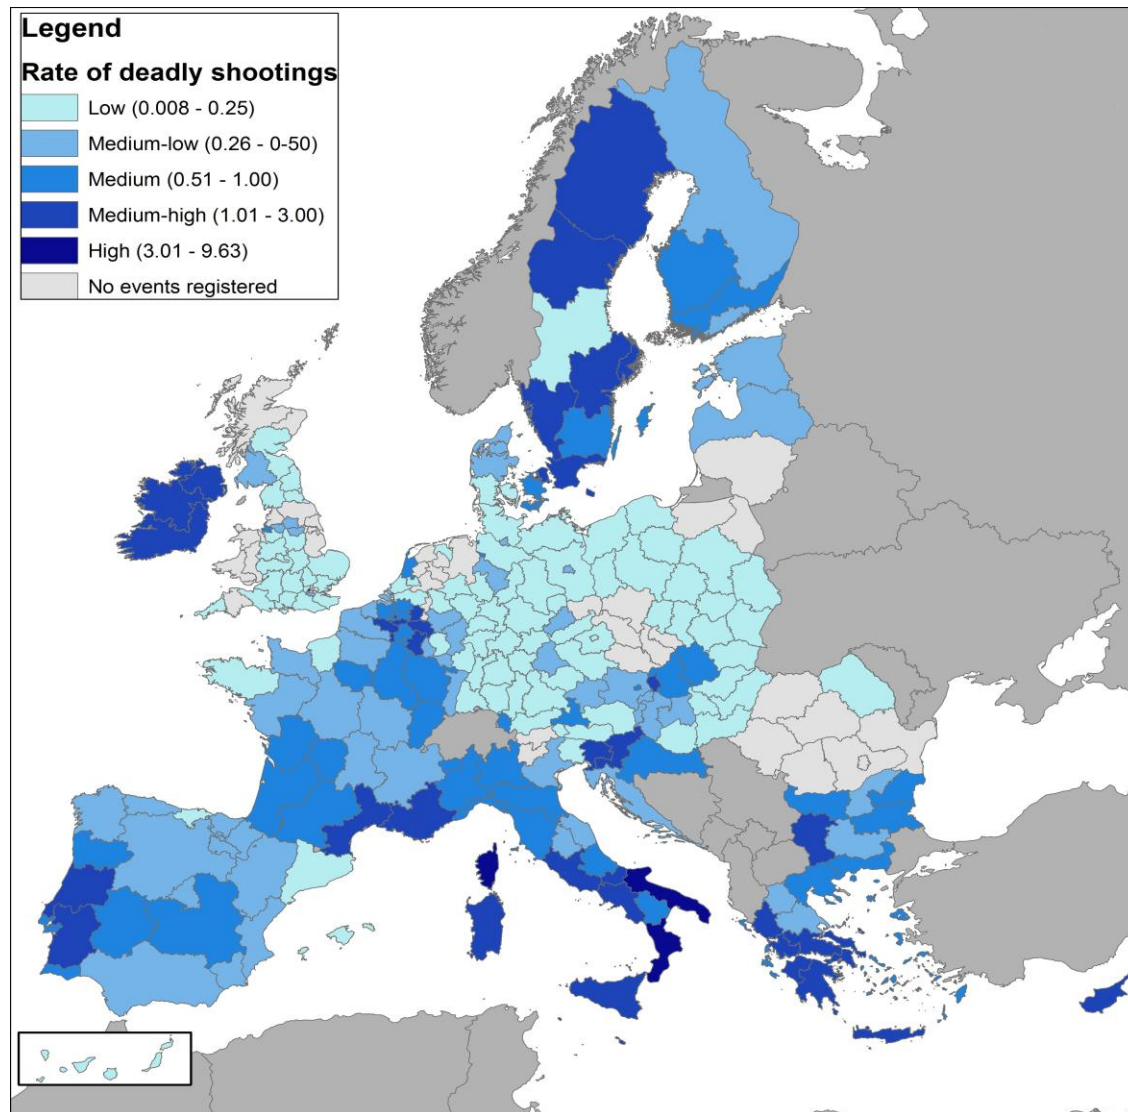 Legend
Rate of deadly shootings
Low (0.008 - 0.25)
Medium-low (0.26 - 0-50)
Medium (0.51 - 1.00)
Medium-high (1.01 - 3.00)
High (3.01 - 9.63)
No events registered